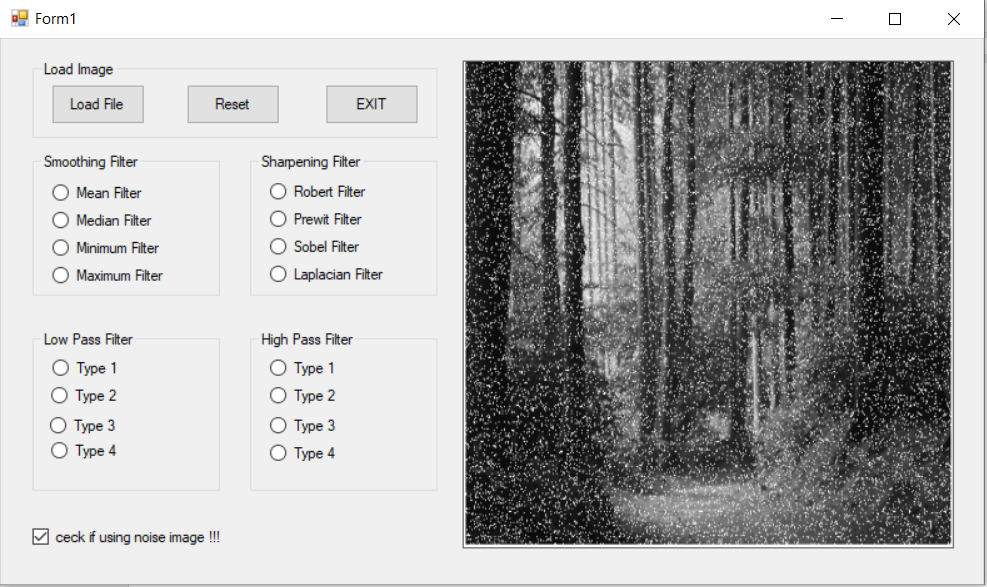 Form1
Load Image
Load File
Reset
EXIT
Smoothing Filter
Mean Filter
Median Filter
Minimum Filter
Maximum Filter
Sharpening Filter
Robert Filter
Prewit Filter
Sobel Filter
Laplacian Filter
Low Pass Filter
Type 1
Type 2
Type 3
Type 4
High Pass Filter
Type 1
Type 2
Type 3
Type 4
ceck if using noise image !!!